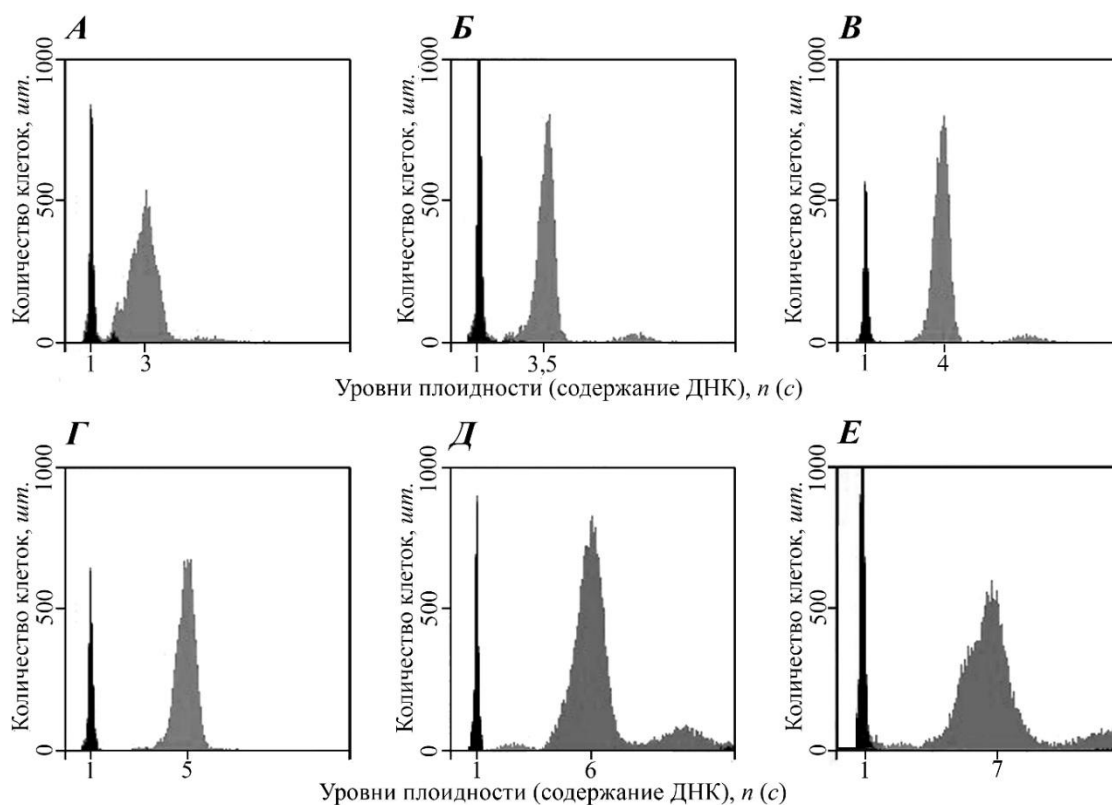 А
Б
В
Количество клеток, шт.
0 500 1000
1 3
Количество клеток, шт.
0 500 1000
1 3,5
Количество клеток, шт.
0 500 1000
1 4
Уровни плоидности (содержание ДНК), n (c)
Г
Д
Е
Количество клеток, шт.
0 500 1000
1 5
Количество клеток, шт.
0 500 1000
1 6
Количество клеток, шт.
0 500 1000
1 7
Уровни плоидности (содержание ДНК), n (c)